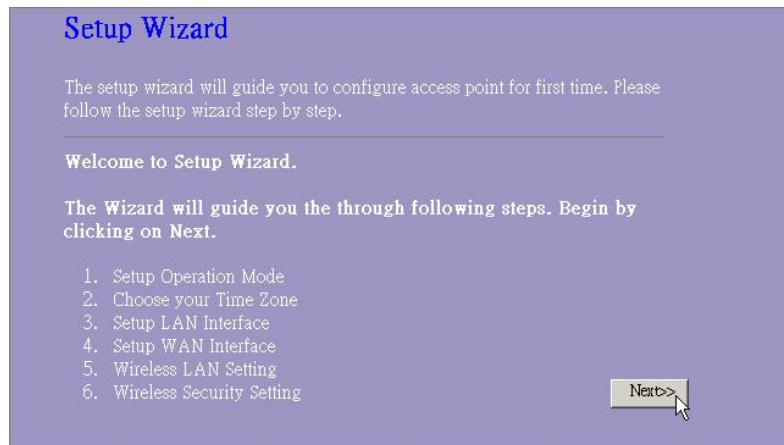 Setup Wizard
The setup wizard will guide you to configure access point for first time. Please
follow the setup wizard step by step.
Welcome to Setup Wizard.
The Wizard will guide you the through following steps. Begin by
clicking on Next.
1. Setup Operation Mode
2. Choose your Time Zone
3. Setup LAN Interface
4. Setup WAN Interface
5. Wireless LAN Setting
6. Wireless Security Setting
Next>>